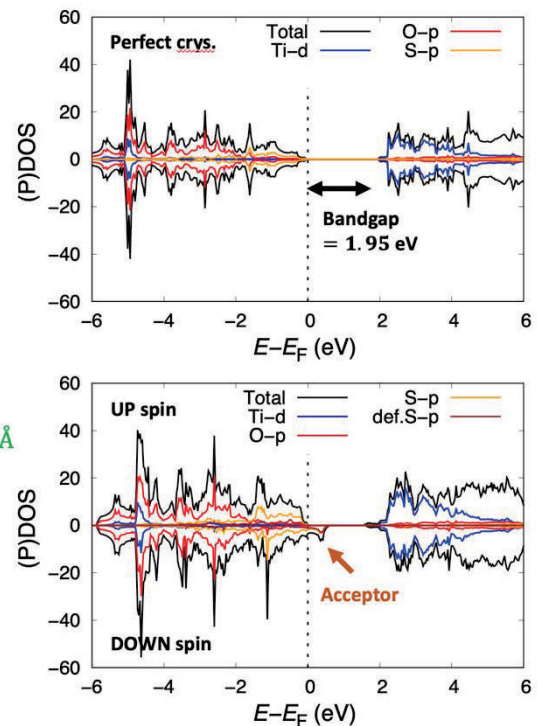 60
40
20
0
-20
-40
-60
(P)DOS
Perfect crys.
Total
Ti-d
O-p
S-p
Bandgap
= 1.95 eV
-6 -4 -2 0 2 4 6
E-E_F (eV)
Å
60
40
20
0
-20
-40
-60
(P)DOS
UP spin
Total
Ti-d
O-p
S-p
def.S-p
Acceptor
DOWN spin
-6 -4 -2 0 2 4 6
E-E_F (eV)